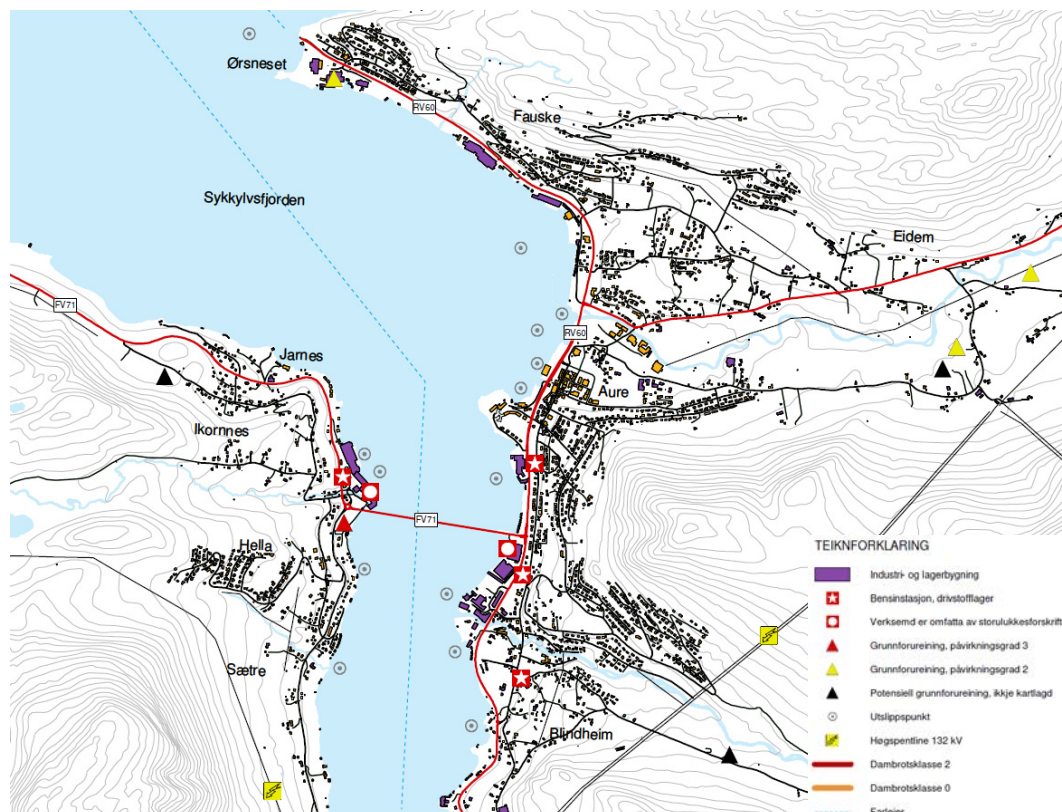 Ørsneset
RV60
Fauske
Sykkylvsfjorden
Eidem
FV71
RV60
Jarnes
Aure
Ikornnes
FV71
Hella
Sætre
Blindheim
TEIKNFORKLARING
Industri- og lagerbygning
Bensinstasjon, drivstofflager
Verksemd er omfatta av storulukkesforskrift
Grunnforureining, påvirkningsgrad 3
Grunnforureining, påvirkningsgrad 2
Potensiell grunnforureining, ikkje kartlagd
Utslippspunkt
Høgspentline 132 kV
Dambrotsklasse 2
Dambrotsklasse 0
Farleier